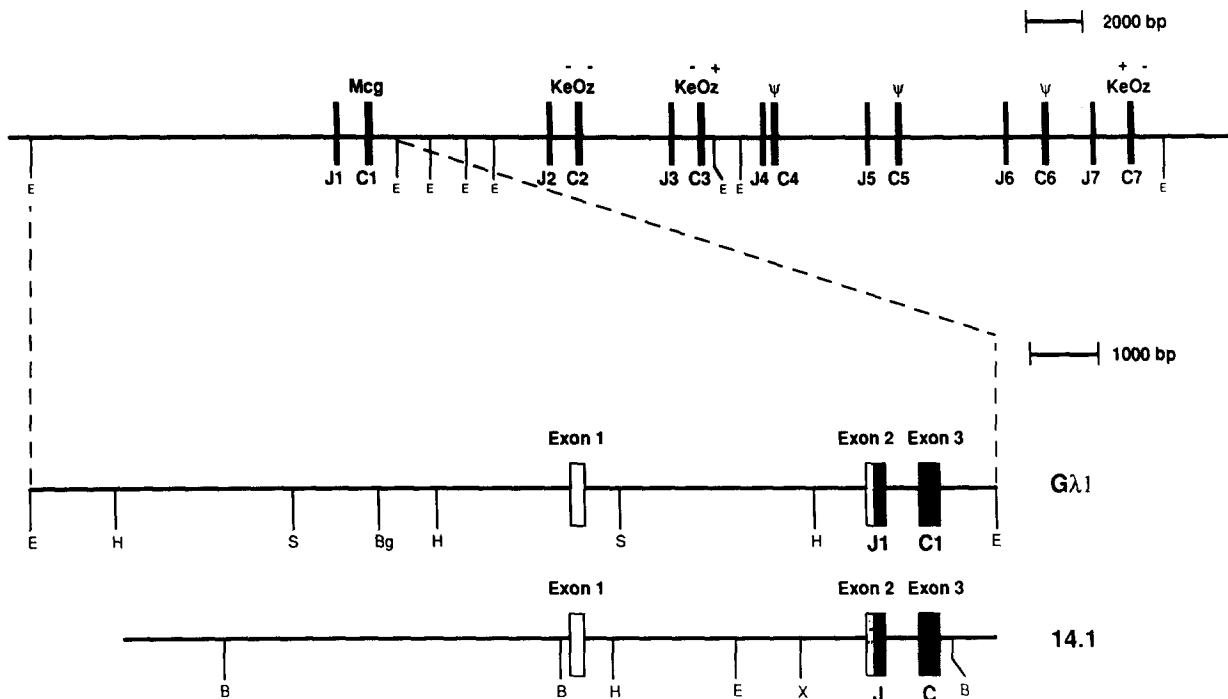 2000 bp
- - - + + -
Mcg KeOz KeOz ψ ψ ψ KeOz
J1 C1 J2 C2 J3 C3 J4 C4 J5 C5 J6 C6 J7 C7
E E E E E E E E
1000 bp
Exon 1 Exon 2 Exon 3
Gλ1
E H S Bg H S H J1 C1 E
Exon 1 Exon 2 Exon 3
14.1
B B H E X J C B